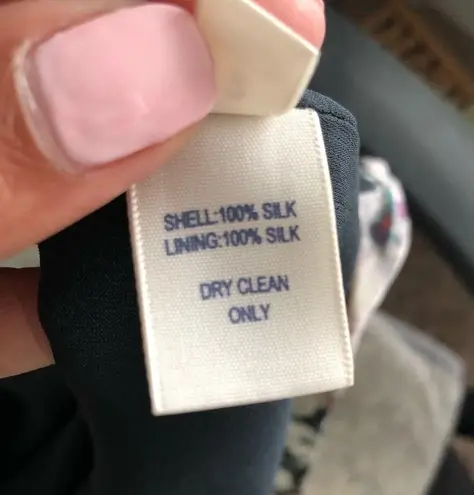 SHELL:100% SILK
LINING:100% SILK
DRY CLEAN
ONLY